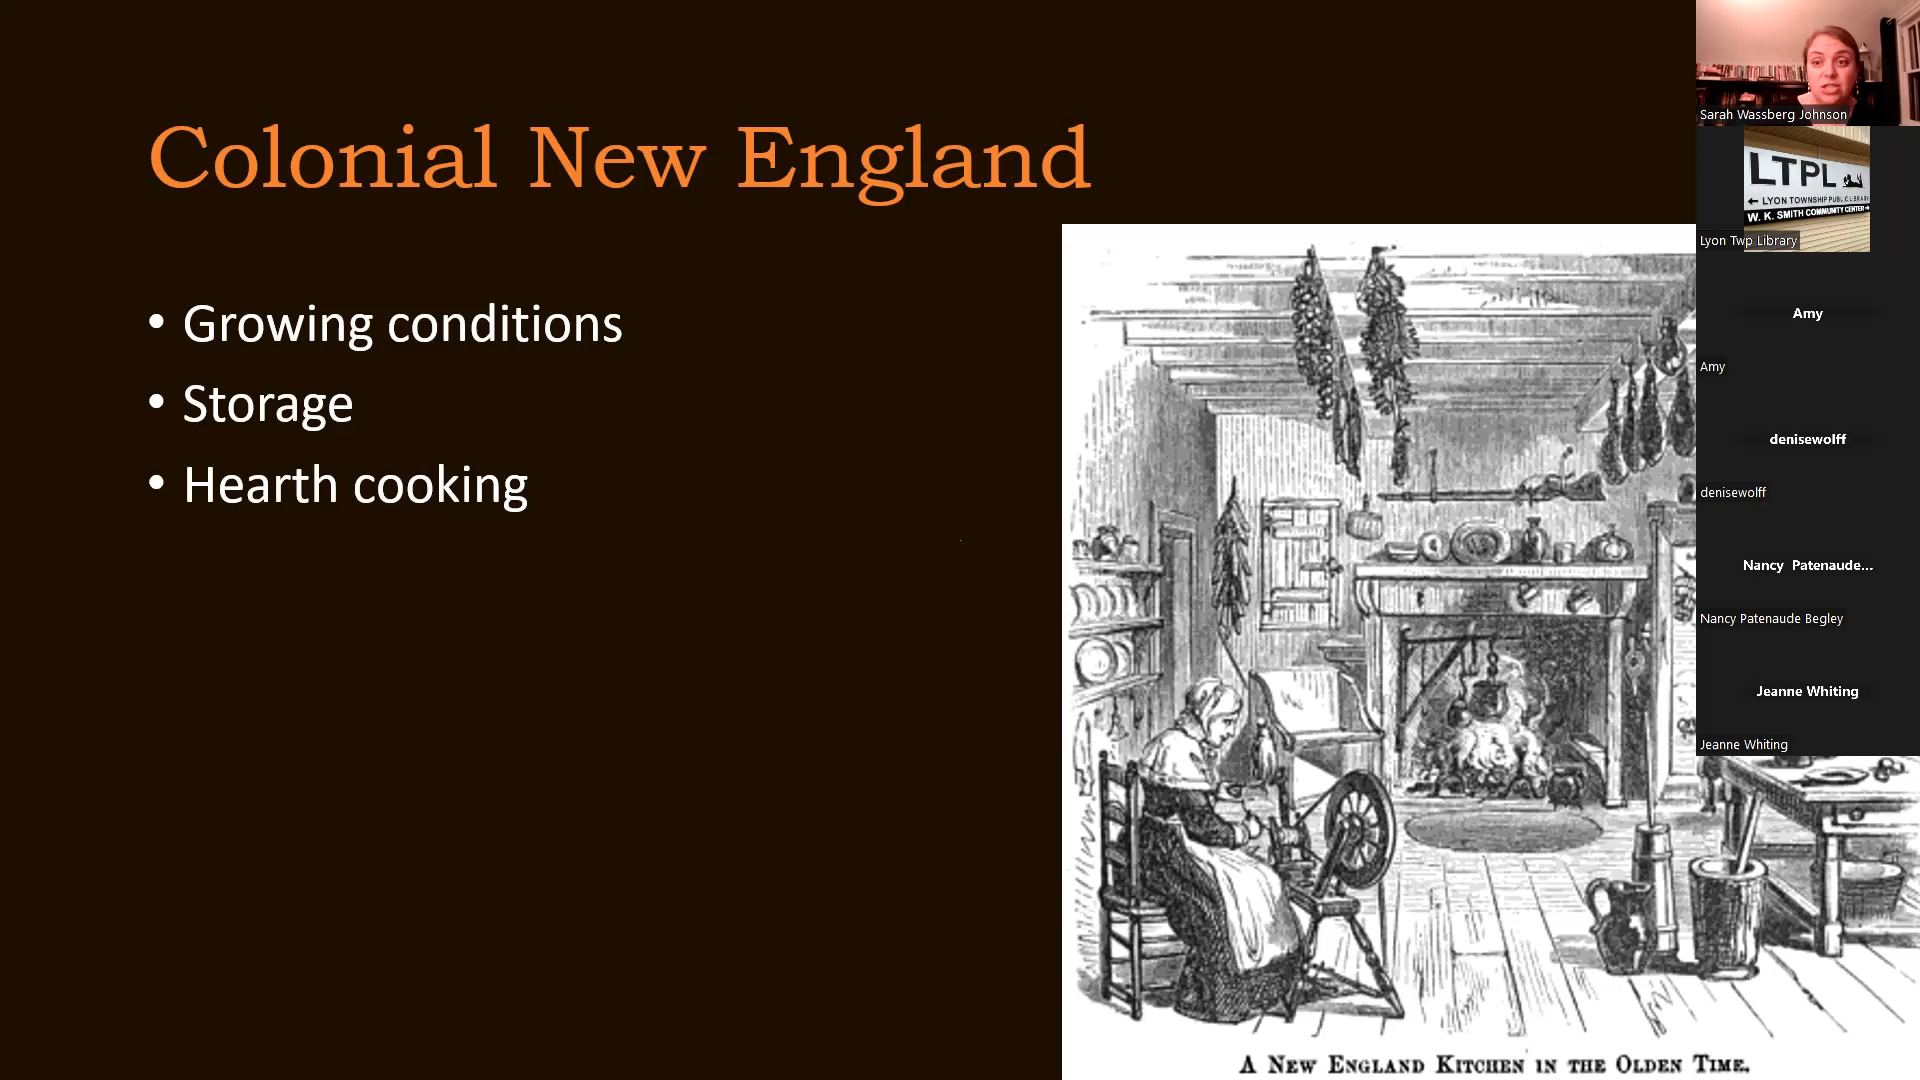 Colonial New England
• Growing conditions
• Storage
• Hearth cooking
A NEW ENGLAND KITCHEN IN THE OLDEN TIME.
Sarah Wassberg Johnson
LTPL
← LYON TOWNSHIP PUBLIC LIBRARY
W. K. SMITH COMMUNITY CENTER →
Lyon Twp Library
Amy
Amy
denisewolff
denisewolff
Nancy Patenaude...
Nancy Patenaude Begley
Jeanne Whiting
Jeanne Whiting